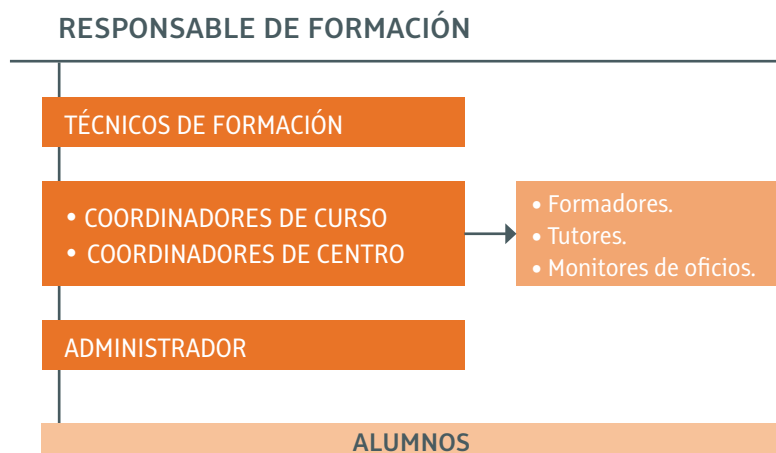 RESPONSABLE DE FORMACIÓN
TÉCNICOS DE FORMACIÓN
• COORDINADORES DE CURSO
• COORDINADORES DE CENTRO
• Formadores.
• Tutores.
• Monitores de oficios.
ADMINISTRADOR
ALUMNOS